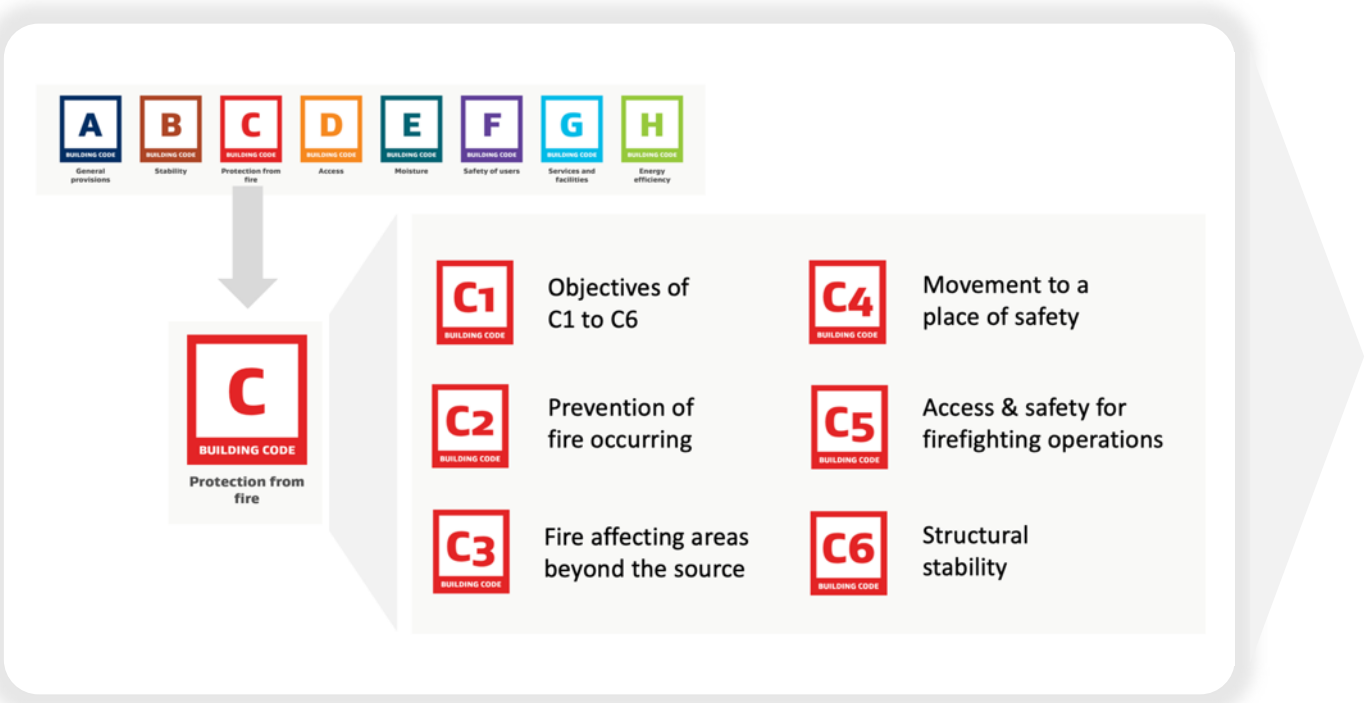 A
BUILDING CODE
General
provisions
B
BUILDING CODE
Stability
C
BUILDING CODE
Protection from
fire
D
BUILDING CODE
Access
E
BUILDING CODE
Moisture
F
BUILDING CODE
Safety of users
G
BUILDING CODE
Services and
facilities
H
BUILDING CODE
Energy
efficiency
C
BUILDING CODE
Protection from
fire
C1
BUILDING CODE
Objectives of
C1 to C6
C2
BUILDING CODE
Prevention of
fire occurring
C3
BUILDING CODE
Fire affecting areas
beyond the source
C4
BUILDING CODE
Movement to a
place of safety
C5
BUILDING CODE
Access & safety for
firefighting operations
C6
BUILDING CODE
Structural
stability